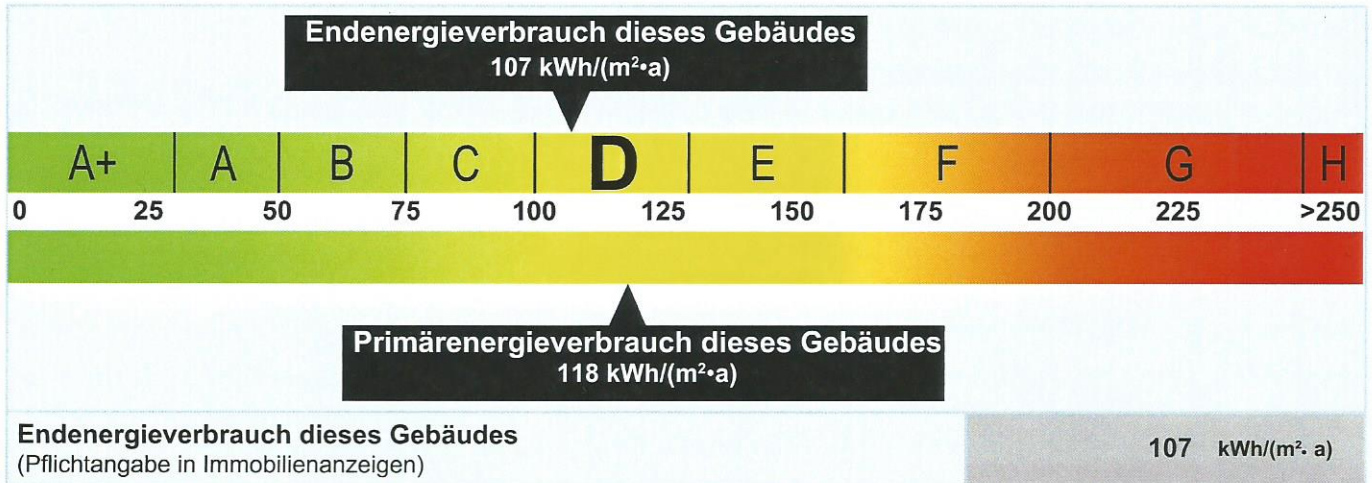 Endenergieverbrauch dieses Gebäudes
107 kWh/(m²•a)
A+ A B C D E F G H
0 25 50 75 100 125 150 175 200 225 >250
Primärenergieverbrauch dieses Gebäudes
118 kWh/(m²•a)
Endenergieverbrauch dieses Gebäudes
(Pflichtangabe in Immobilienanzeigen)
107 kWh/(m²• a)